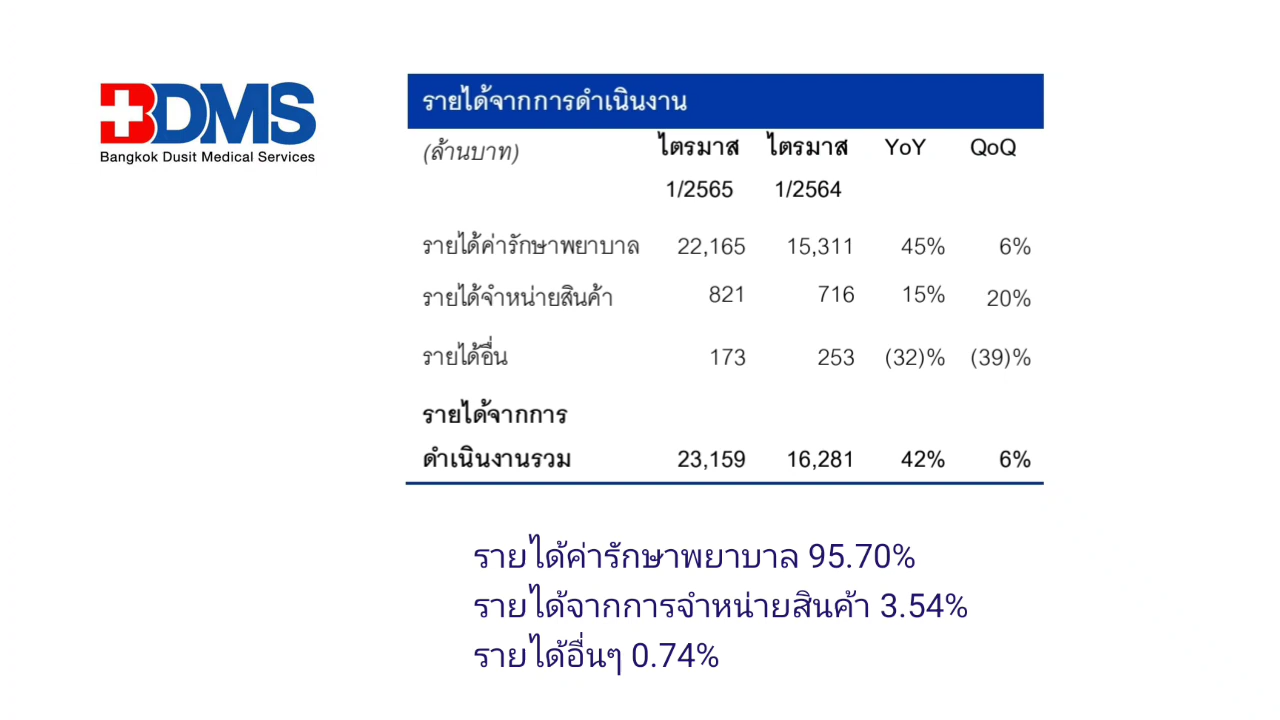 BDMS
Bangkok Dusit Medical Services
รายได้จากการดำเนินงาน
(ล้านบาท) ไตรมาส ไตรมาส YoY QoQ
1/2565 1/2564
รายได้ค่ารักษาพยาบาล 22,165 15,311 45% 6%
รายได้จำหน่ายสินค้า 821 716 15% 20%
รายได้อื่น 173 253 (32)% (39)%
รายได้จากการ
ดำเนินงานรวม 23,159 16,281 42% 6%
รายได้ค่ารักษาพยาบาล 95.70%
รายได้จากการจำหน่ายสินค้า 3.54%
รายได้อื่นๆ 0.74%